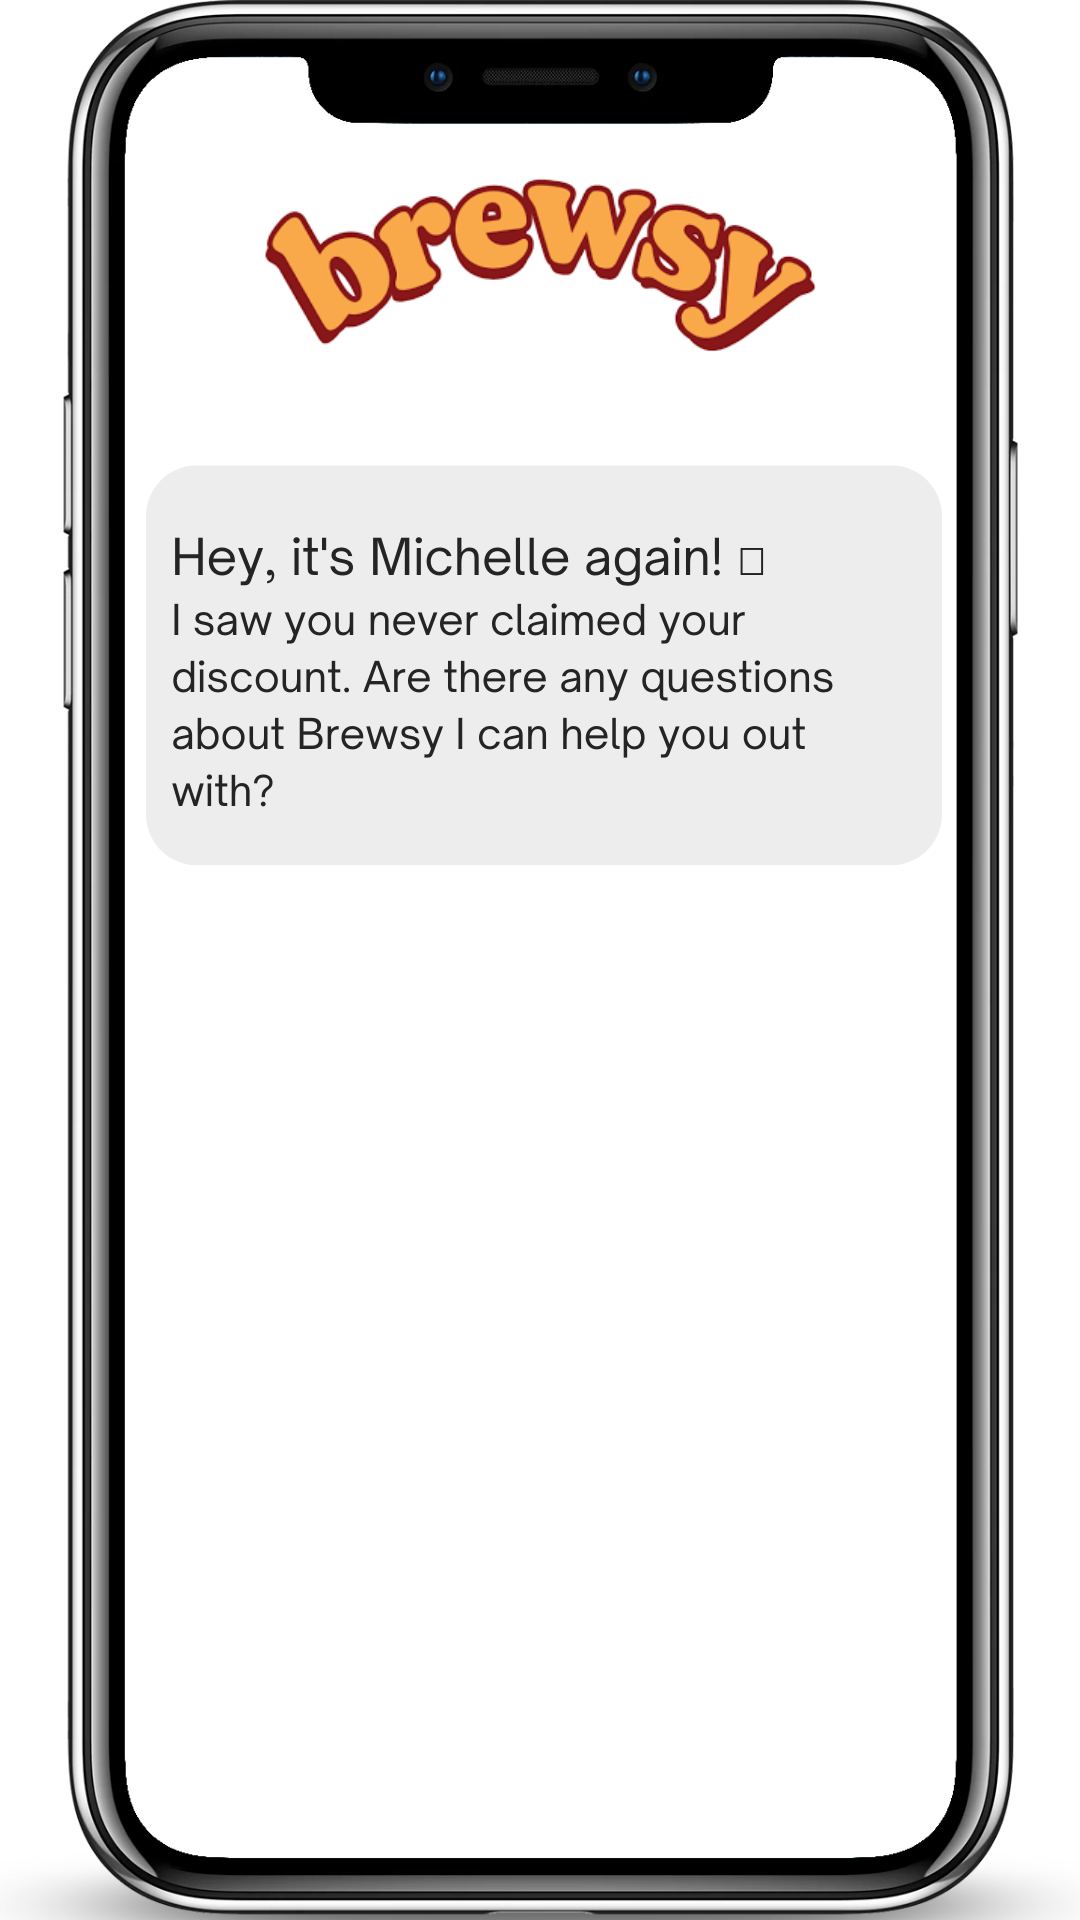 brewsy
Hey, it's Michelle again! □
I saw you never claimed your
discount. Are there any questions
about Brewsy I can help you out
with?